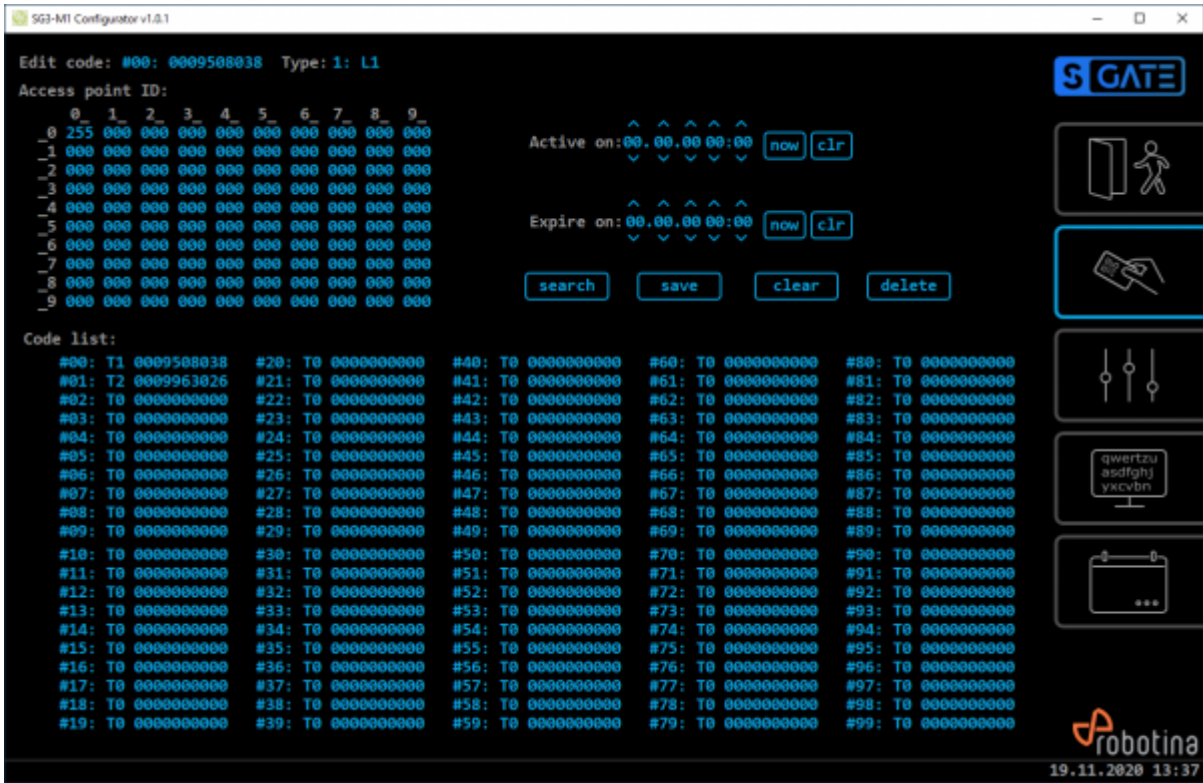 SG3-M1 Configurator v1.0.1
Edit code: #00: 0009508038 Type: 1: L1
Access point ID:
0_ 1_ 2_ 3_ 4_ 5_ 6_ 7_ 8_ 9_
_0 255 000 000 000 000 000 000 000 000 000
_1 000 000 000 000 000 000 000 000 000 000
_2 000 000 000 000 000 000 000 000 000 000
_3 000 000 000 000 000 000 000 000 000 000
_4 000 000 000 000 000 000 000 000 000 000
_5 000 000 000 000 000 000 000 000 000 000
_6 000 000 000 000 000 000 000 000 000 000
_7 000 000 000 000 000 000 000 000 000 000
_8 000 000 000 000 000 000 000 000 000 000
_9 000 000 000 000 000 000 000 000 000 000
Active on: 00.00.00 00:00 now clr
Expire on: 00.00.00 00:00 now clr
search save clear delete
Code list:
#00: T1 0009508038 #20: T0 0000000000 #40: T0 0000000000 #60: T0 0000000000 #80: T0 0000000000
#01: T2 0009963026 #21: T0 0000000000 #41: T0 0000000000 #61: T0 0000000000 #81: T0 0000000000
#02: T0 0000000000 #22: T0 0000000000 #42: T0 0000000000 #62: T0 0000000000 #82: T0 0000000000
#03: T0 0000000000 #23: T0 0000000000 #43: T0 0000000000 #63: T0 0000000000 #83: T0 0000000000
#04: T0 0000000000 #24: T0 0000000000 #44: T0 0000000000 #64: T0 0000000000 #84: T0 0000000000
#05: T0 0000000000 #25: T0 0000000000 #45: T0 0000000000 #65: T0 0000000000 #85: T0 0000000000
#06: T0 0000000000 #26: T0 0000000000 #46: T0 0000000000 #66: T0 0000000000 #86: T0 0000000000
#07: T0 0000000000 #27: T0 0000000000 #47: T0 0000000000 #67: T0 0000000000 #87: T0 0000000000
#08: T0 0000000000 #28: T0 0000000000 #48: T0 0000000000 #68: T0 0000000000 #88: T0 0000000000
#09: T0 0000000000 #29: T0 0000000000 #49: T0 0000000000 #69: T0 0000000000 #89: T0 0000000000
#10: T0 0000000000 #30: T0 0000000000 #50: T0 0000000000 #70: T0 0000000000 #90: T0 0000000000
#11: T0 0000000000 #31: T0 0000000000 #51: T0 0000000000 #71: T0 0000000000 #91: T0 0000000000
#12: T0 0000000000 #32: T0 0000000000 #52: T0 0000000000 #72: T0 0000000000 #92: T0 0000000000
#13: T0 0000000000 #33: T0 0000000000 #53: T0 0000000000 #73: T0 0000000000 #93: T0 0000000000
#14: T0 0000000000 #34: T0 0000000000 #54: T0 0000000000 #74: T0 0000000000 #94: T0 0000000000
#15: T0 0000000000 #35: T0 0000000000 #55: T0 0000000000 #75: T0 0000000000 #95: T0 0000000000
#16: T0 0000000000 #36: T0 0000000000 #56: T0 0000000000 #76: T0 0000000000 #96: T0 0000000000
#17: T0 0000000000 #37: T0 0000000000 #57: T0 0000000000 #77: T0 0000000000 #97: T0 0000000000
#18: T0 0000000000 #38: T0 0000000000 #58: T0 0000000000 #78: T0 0000000000 #98: T0 0000000000
#19: T0 0000000000 #39: T0 0000000000 #59: T0 0000000000 #79: T0 0000000000 #99: T0 0000000000
S GATE
qwertzu
asdfghj
yxcvbn
robotina
19.11.2020 13:37